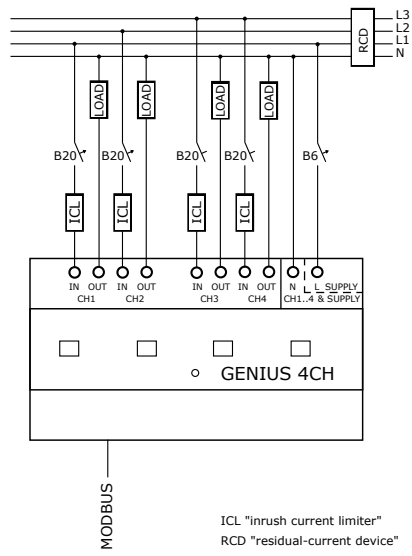 L3
L2
L1
N
RCD
LOAD
LOAD
LOAD
LOAD
B20
B20
B20
B20
B6
ICL
ICL
ICL
ICL
IN OUT IN OUT IN OUT IN OUT N L SUPPLY
CH1 CH2 CH3 CH4 CH1..4 & SUPPLY
GENIUS 4CH
MODBUS
ICL "inrush current limiter"
RCD "residual-current device"